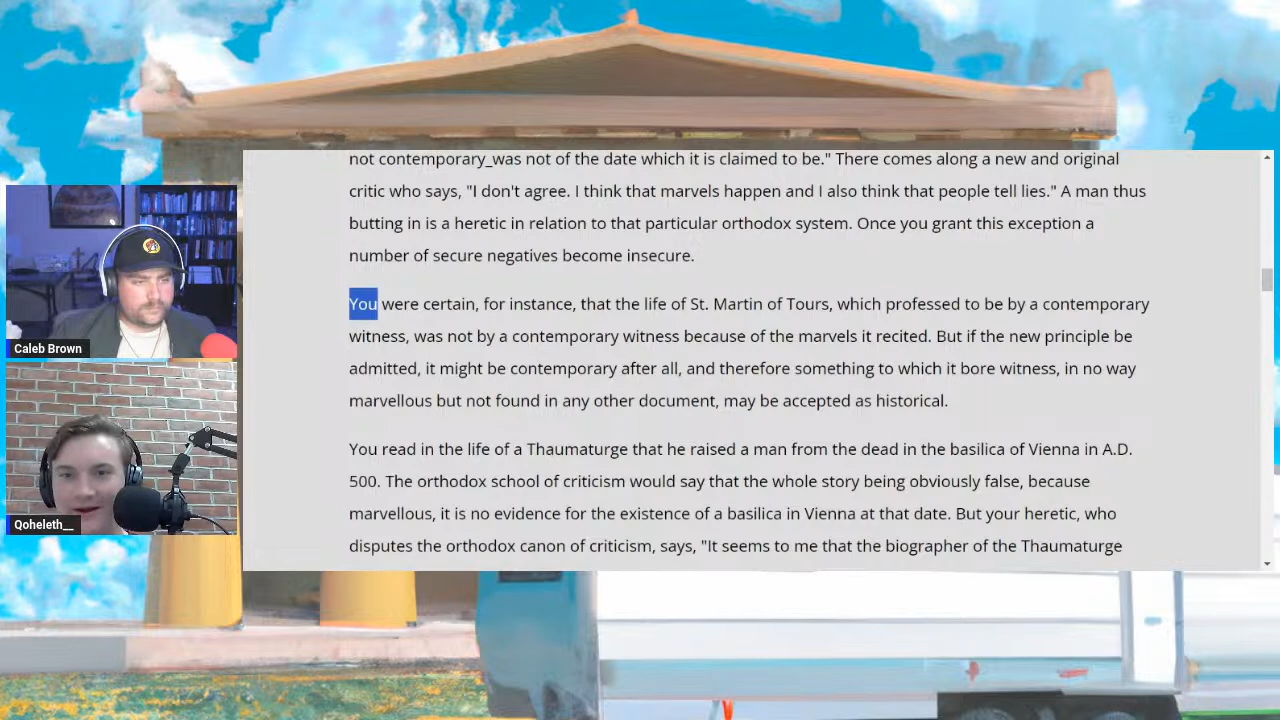 not contemporary_was not of the date which it is claimed to be." There comes along a new and original
critic who says, "I don't agree. I think that marvels happen and I also think that people tell lies." A man thus
butting in is a heretic in relation to that particular orthodox system. Once you grant this exception a
number of secure negatives become insecure.
You were certain, for instance, that the life of St. Martin of Tours, which professed to be by a contemporary
witness, was not by a contemporary witness because of the marvels it recited. But if the new principle be
admitted, it might be contemporary after all, and therefore something to which it bore witness, in no way
marvellous but not found in any other document, may be accepted as historical.
You read in the life of a Thaumaturge that he raised a man from the dead in the basilica of Vienna in A.D.
500. The orthodox school of criticism would say that the whole story being obviously false, because
marvellous, it is no evidence for the existence of a basilica in Vienna at that date. But your heretic, who
disputes the orthodox canon of criticism, says, "It seems to me that the biographer of the Thaumaturge
Caleb Brown
Qoheleth__